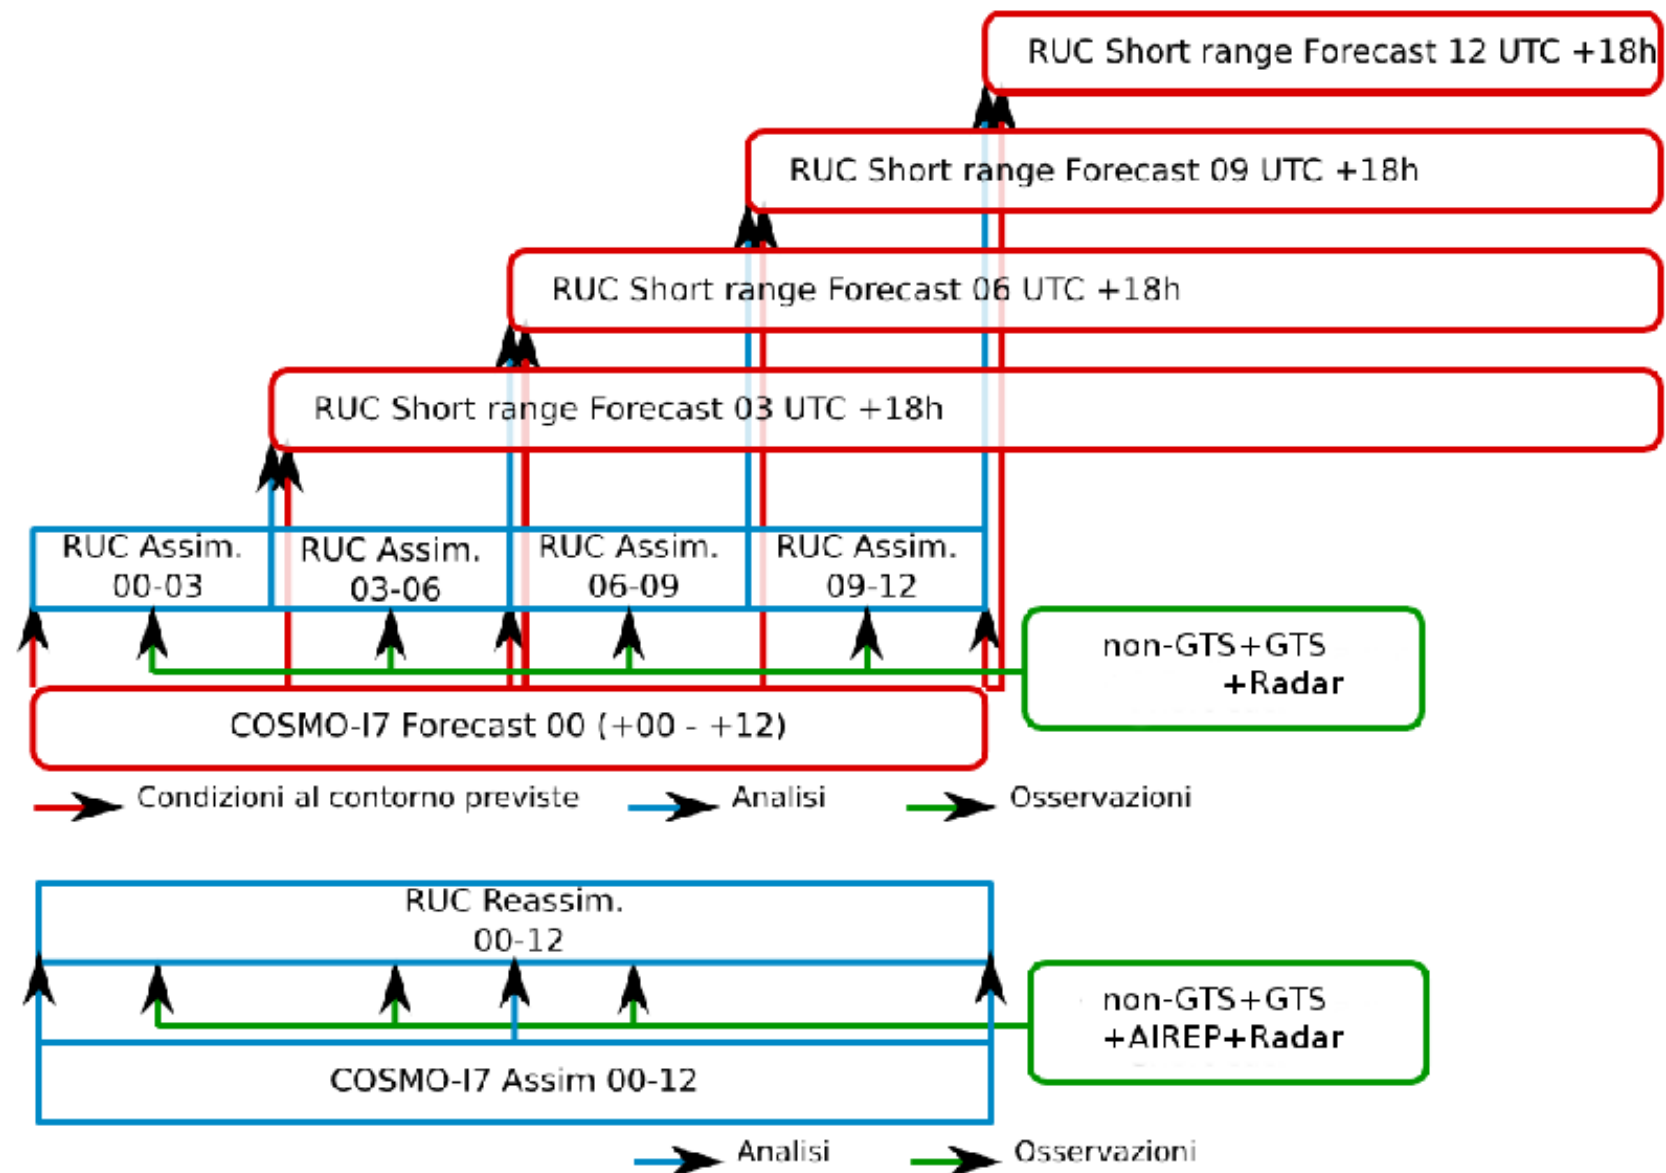 RUC Short range Forecast 12 UTC +18h
RUC Short range Forecast 09 UTC +18h
RUC Short range Forecast 06 UTC +18h
RUC Short range Forecast 03 UTC +18h
RUC Assim.
00-03
RUC Assim.
03-06
RUC Assim.
06-09
RUC Assim.
09-12
non-GTS+GTS
+Radar
COSMO-I7 Forecast 00 (+00 - +12)
Condizioni al contorno previste
Analisi
Osservazioni
RUC Reassim.
00-12
non-GTS+GTS
+AIREP+Radar
COSMO-I7 Assim 00-12
Analisi
Osservazioni